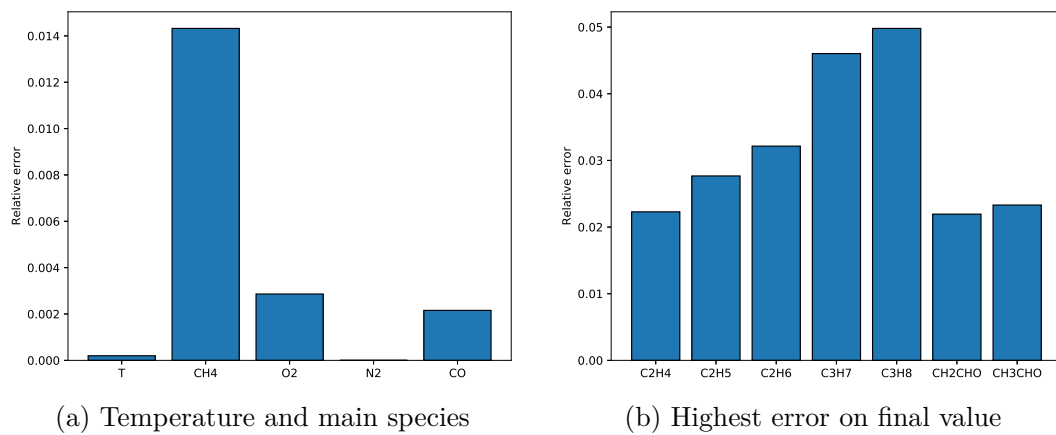 0.014
0.012
0.010
0.008
0.006
0.004
0.002
0.000
Relative error
T CH4 O2 N2 CO
(a) Temperature and main species
0.05
0.04
0.03
0.02
0.01
0.00
Relative error
C2H4 C2H5 C2H6 C3H7 C3H8 CH2CHO CH3CHO
(b) Highest error on final value